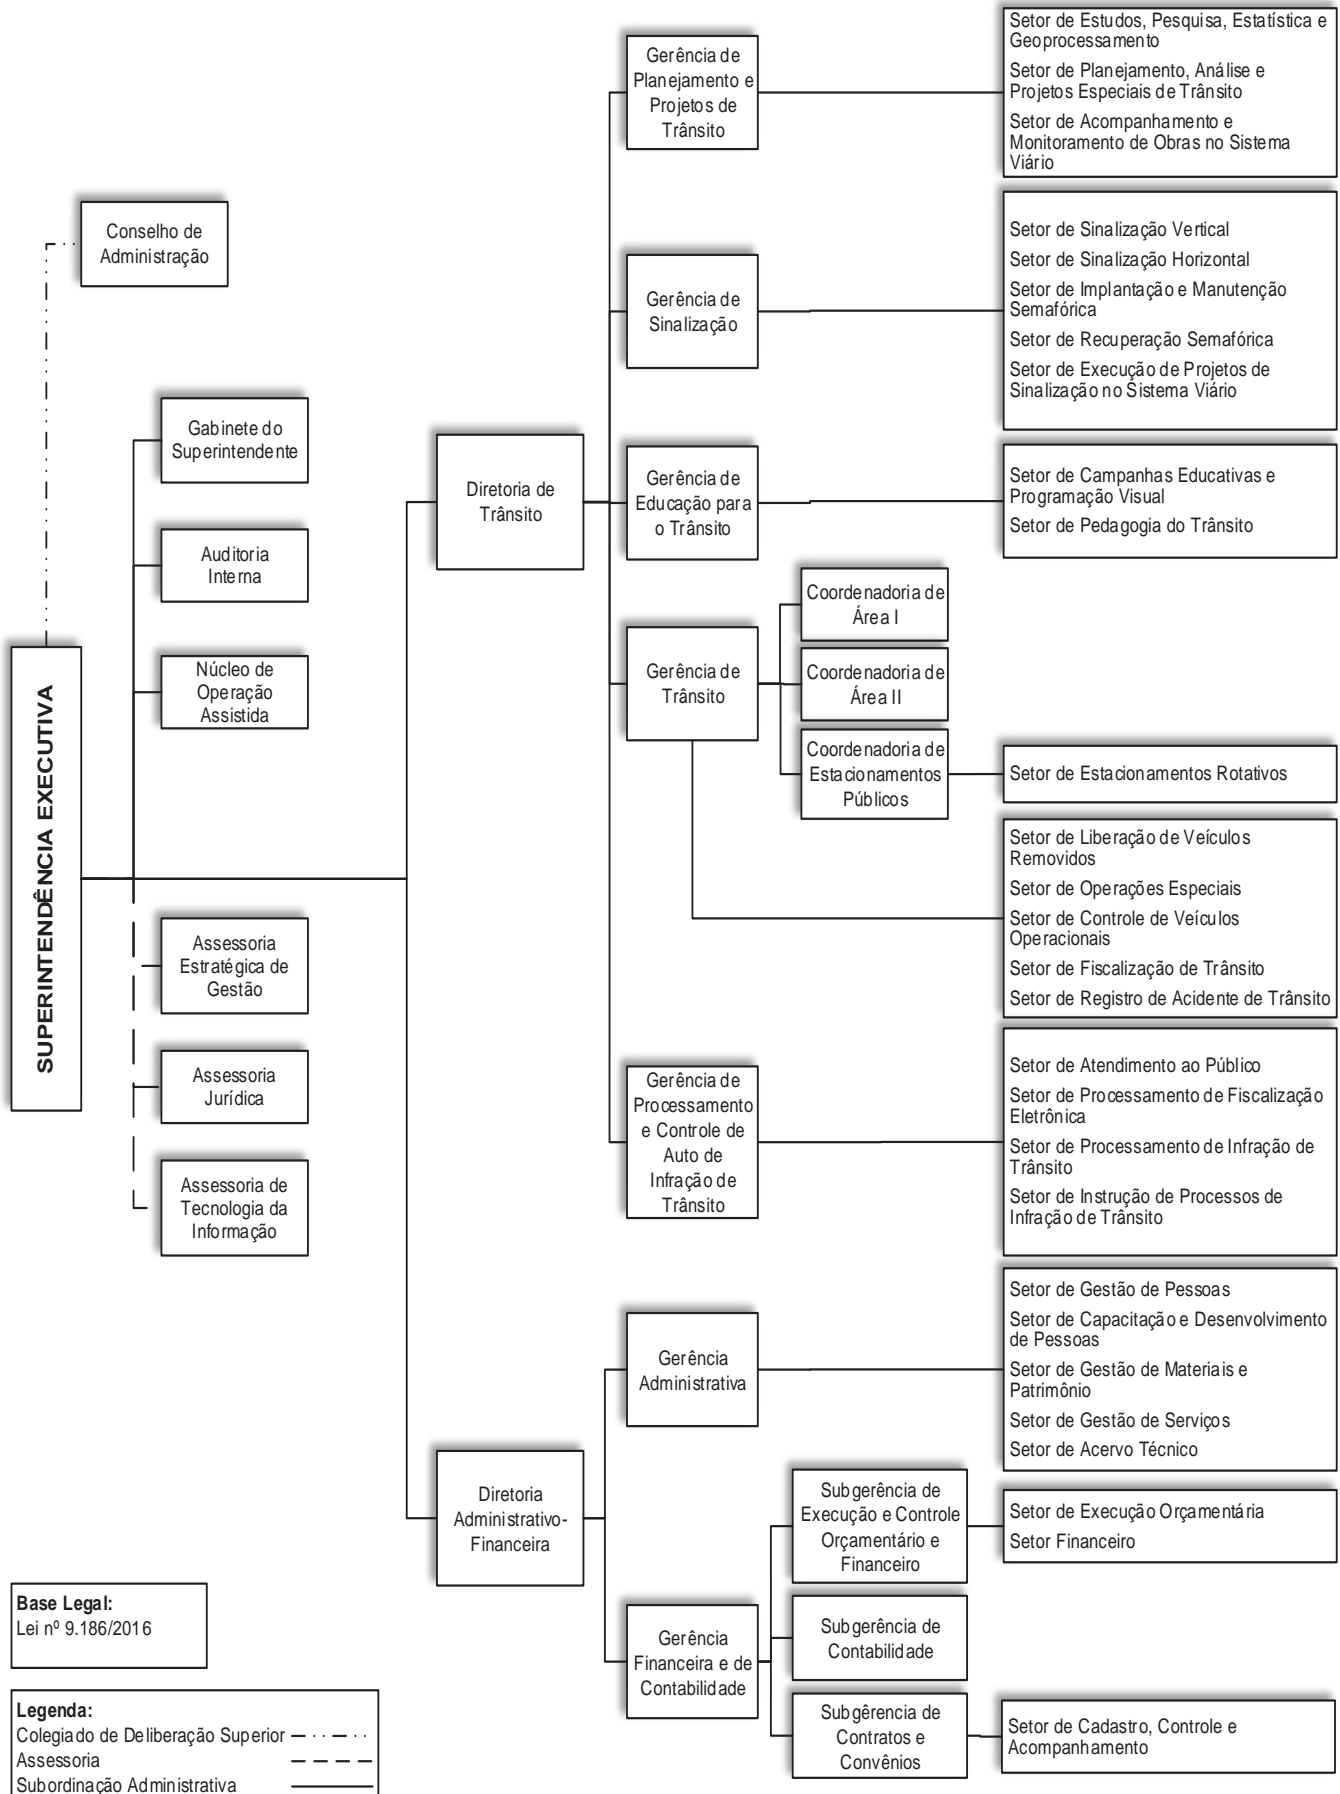 Conselho de
Administração
SUPERINTENDÊNCIA EXECUTIVA
Gabinete do
Superintendente
Auditoria
Interna
Núcleo de
Operação
Assistida
Assessoria
Estratégica de
Gestão
Assessoria
Jurídica
Assessoria de
Tecnologia da
Informação
Diretoria de
Trânsito
Gerência de
Planejamento e
Projetos de
Trânsito
Setor de Estudos, Pesquisa, Estatística e
Geoprocessamento
Setor de Planejamento, Análise e
Projetos Especiais de Trânsito
Setor de Acompanhamento e
Monitoramento de Obras no Sistema
Viário
Gerência de
Sinalização
Setor de Sinalização Vertical
Setor de Sinalização Horizontal
Setor de Implantação e Manutenção
Semafórica
Setor de Recuperação Semafórica
Setor de Execução de Projetos de
Sinalização no Sistema Viário
Gerência de
Educação para
o Trânsito
Setor de Campanhas Educativas e
Programação Visual
Setor de Pedagogia do Trânsito
Gerência de
Trânsito
Coordenadoria de
Área I
Coordenadoria de
Área II
Coordenadoria de
Estacionamentos
Públicos
Setor de Estacionamentos Rotativos
Setor de Liberação de Veículos
Removidos
Setor de Operações Especiais
Setor de Controle de Veículos
Operacionais
Setor de Fiscalização de Trânsito
Setor de Registro de Acidente de Trânsito
Gerência de
Processamento
e Controle de
Auto de
Infração de
Trânsito
Setor de Atendimento ao Público
Setor de Processamento de Fiscalização
Eletrônica
Setor de Processamento de Infração de
Trânsito
Setor de Instrução de Processos de
Infração de Trânsito
Diretoria
Administrativo-
Financeira
Gerência
Administrativa
Setor de Gestão de Pessoas
Setor de Capacitação e Desenvolvimento
de Pessoas
Setor de Gestão de Materiais e
Patrimônio
Setor de Gestão de Serviços
Setor de Acervo Técnico
Gerência
Financeira e de
Contabilidade
Subgerência de
Execução e Controle
Orçamentário e
Financeiro
Setor de Execução Orçamentária
Setor Financeiro
Subgerência de
Contabilidade
Subgêrencia de
Contratos e
Convênios
Setor de Cadastro, Controle e
Acompanhamento
Base Legal:
Lei nº 9.186/2016
Legenda:
Colegiado de Deliberação Superior
Assessoria
Subordinação Administrativa